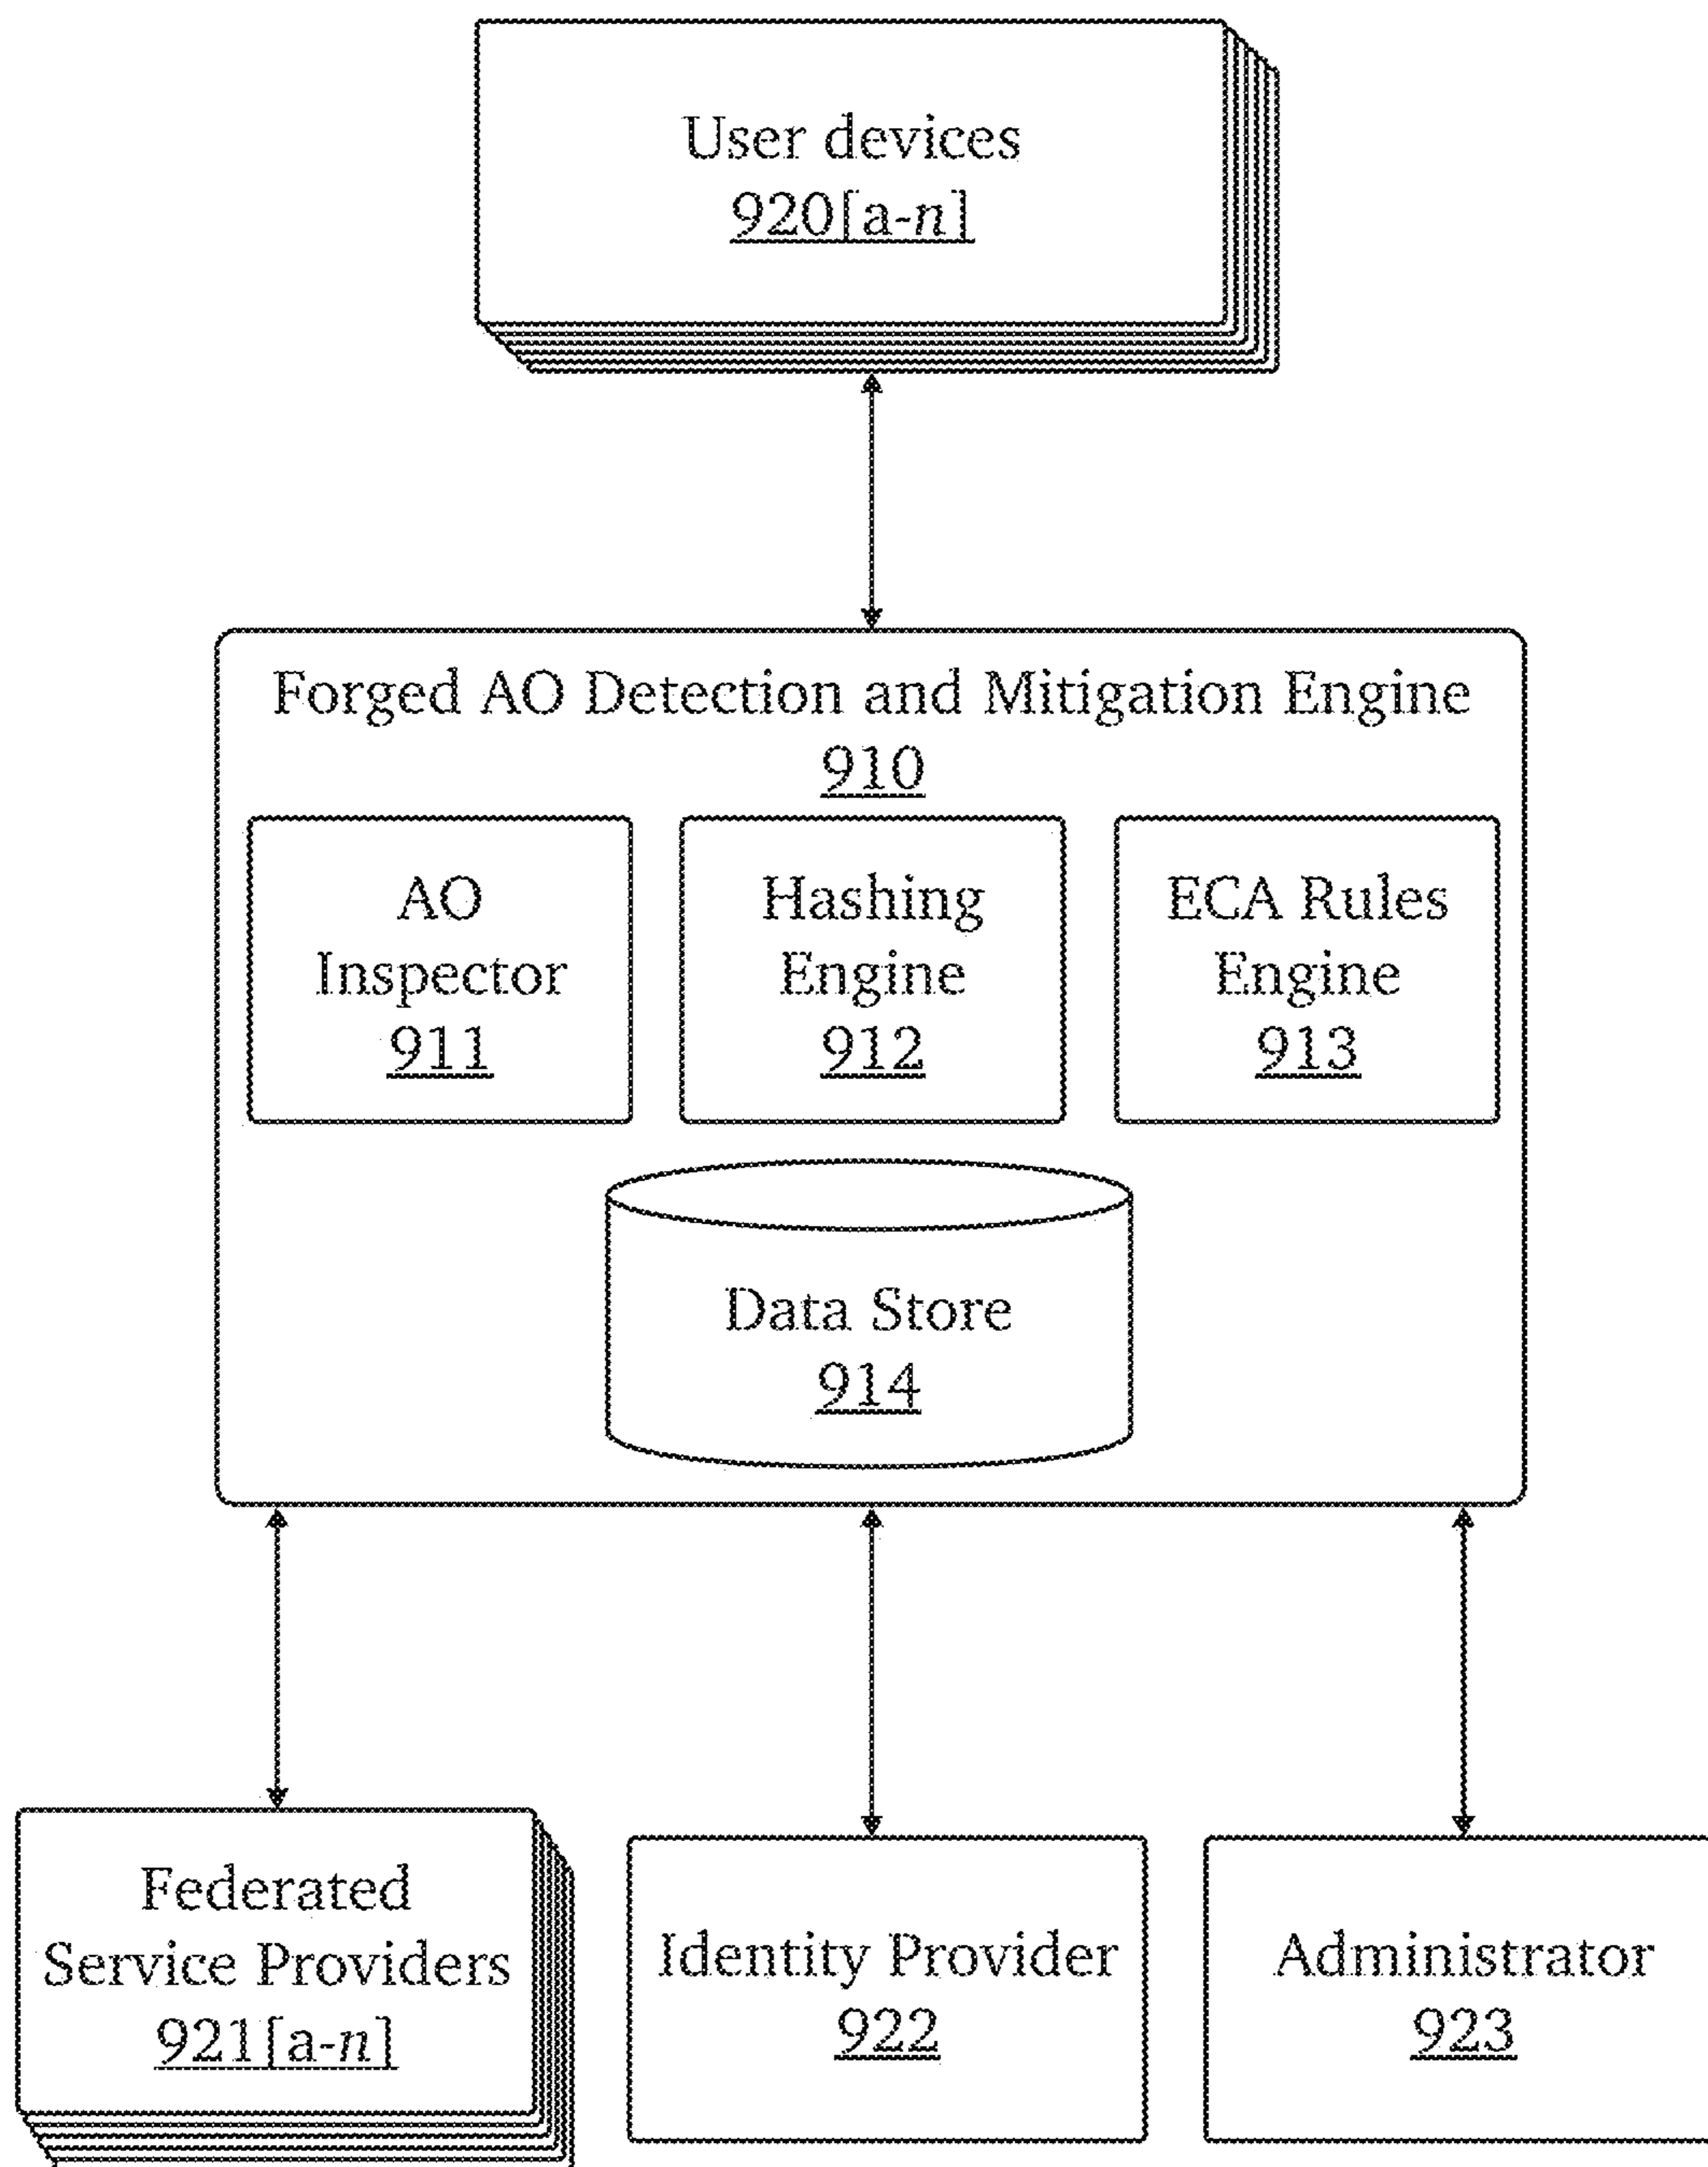 User devices
920[a-n]
Forged AO Detection and Mitigation Engine
910
AO
Inspector
911
Hashing
Engine
912
ECA Rules
Engine
913
Data Store
914
Federated
Service Providers
921[a-n]
Identity Provider
922
Administrator
923